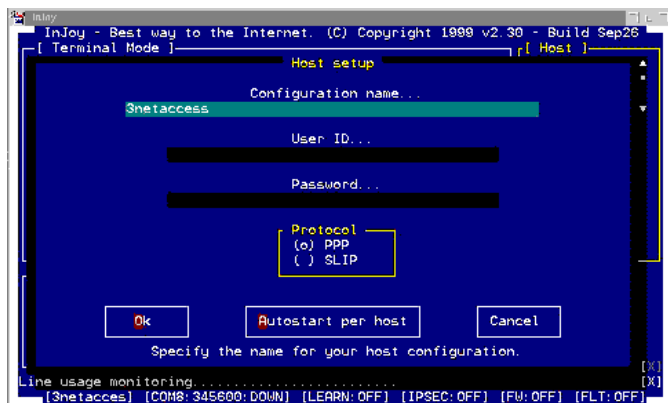 InJoy
InJoy - Best way to the Internet. (C) Copyright 1999 v2.30 - Build Sep26
[ Terminal Mode ]
[ Host ]
Host setup
Configuration name...
3netaccess
User ID...
Password...
Protocol
(o) PPP
( ) SLIP
Ok
Autostart per host
Cancel
Specify the name for your host configuration.
[X]
Line usage monitoring..........................
[X]
[3netacces] [COM8:345600:DOWN] [LEARN:OFF] [IPSEC:OFF] [FW:OFF] [FLT:OFF]